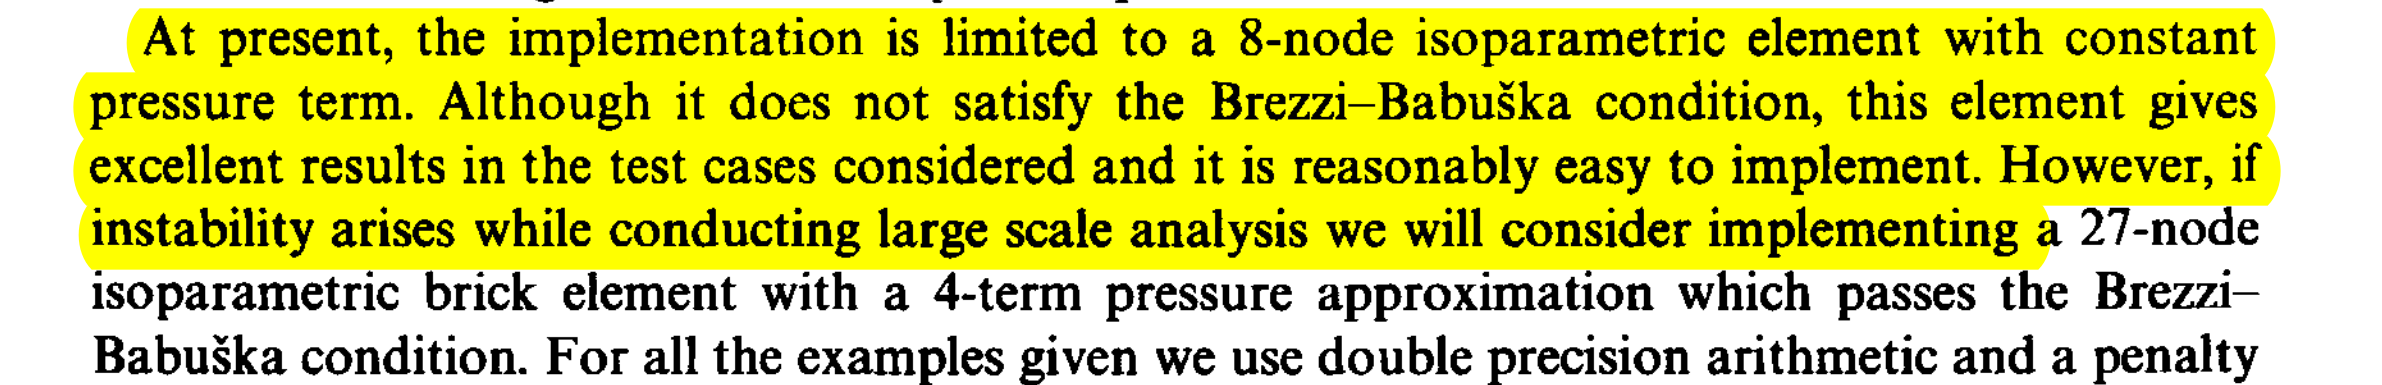 At present, the implementation is limited to a 8-node isoparametric element with constant
pressure term. Although it does not satisfy the Brezzi–Babuška condition, this element gives
excellent results in the test cases considered and it is reasonably easy to implement. However, if
instability arises while conducting large scale analysis we will consider implementing a 27-node
isoparametric brick element with a 4-term pressure approximation which passes the Brezzi–
Babuška condition. For all the examples given we use double precision arithmetic and a penalty